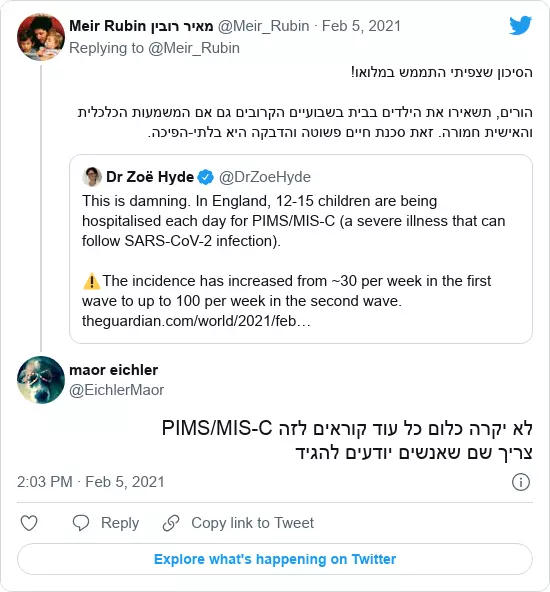 Meir Rubin מאיר רובין @Meir_Rubin · Feb 5, 2021
Replying to @Meir_Rubin
הסיכון שצפיתי התממש במלואו!
הורים, תשאירו את הילדים בבית בשבועיים הקרובים גם אם המשמעות הכלכלית
והאישית חמורה. זאת סכנת חיים פשוטה והדבקה היא בלתי-הפיכה.
Dr Zoë Hyde @DrZoeHyde
This is damning. In England, 12-15 children are being
hospitalised each day for PIMS/MIS-C (a severe illness that can
follow SARS-CoV-2 infection).
⚠️The incidence has increased from ~30 per week in the first
wave to up to 100 per week in the second wave.
theguardian.com/world/2021/feb…
maor eichler
@EichlerMaor
לא יקרה כלום כל עוד קוראים לזה PIMS/MIS-C
צריך שם שאנשים יודעים להגיד
2:03 PM · Feb 5, 2021
Reply
Copy link to Tweet
Explore what's happening on Twitter